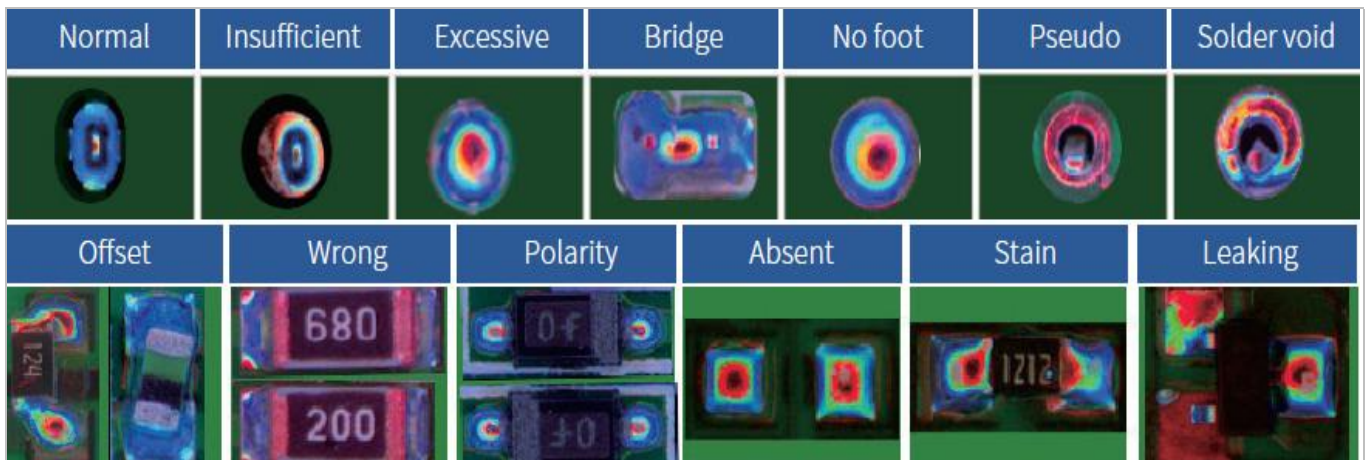 Normal
Insufficient
Excessive
Bridge
No foot
Pseudo
Solder void
Offset
Wrong
Polarity
Absent
Stain
Leaking
124
680
200
0f
0f
1212